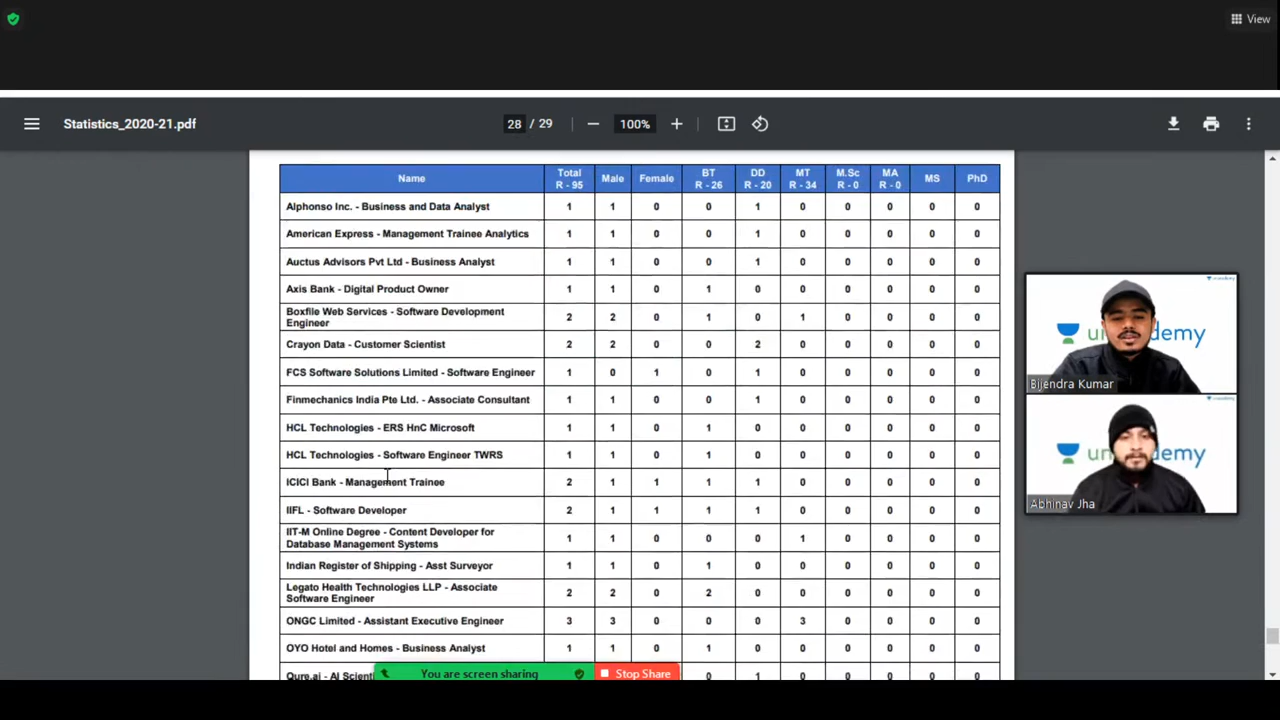 View
Statistics_2020-21.pdf
28 / 29
100%
Name Total R - 95 Male Female BT R - 26 DD R - 20 MT R - 34 M.Sc R - 0 MA R - 0 MS PhD
Alphonso Inc. - Business and Data Analyst 1 1 0 0 1 0 0 0 0 0
American Express - Management Trainee Analytics 1 1 0 0 1 0 0 0 0 0
Auctus Advisors Pvt Ltd - Business Analyst 1 1 0 0 1 0 0 0 0 0
Axis Bank - Digital Product Owner 1 1 0 1 0 0 0 0 0 0
Boxfile Web Services - Software Development Engineer 2 2 0 1 0 1 0 0 0 0
Crayon Data - Customer Scientist 2 2 0 0 2 0 0 0 0 0
FCS Software Solutions Limited - Software Engineer 1 0 1 0 1 0 0 0 0 0
Finmechanics India Pte Ltd. - Associate Consultant 1 1 0 0 1 0 0 0 0 0
HCL Technologies - ERS HnC Microsoft 1 1 0 1 0 0 0 0 0 0
HCL Technologies - Software Engineer TWRS 1 1 0 1 0 0 0 0 0 0
ICICI Bank - Management Trainee 2 1 1 1 1 0 0 0 0 0
IIFL - Software Developer 2 1 1 1 1 0 0 0 0 0
IIT-M Online Degree - Content Developer for Database Management Systems 1 1 0 0 0 1 0 0 0 0
Indian Register of Shipping - Asst Surveyor 1 1 0 1 0 0 0 0 0 0
Legato Health Technologies LLP - Associate Software Engineer 2 2 0 2 0 0 0 0 0 0
ONGC Limited - Assistant Executive Engineer 3 3 0 0 0 3 0 0 0 0
OYO Hotel and Homes - Business Analyst 1 1 0 1 0 0 0 0 0 0
Qure.ai - AI 0 1 0 0 0 0 0
You are screen sharing
Stop Share
Bijendra Kumar
Abhinav Jha